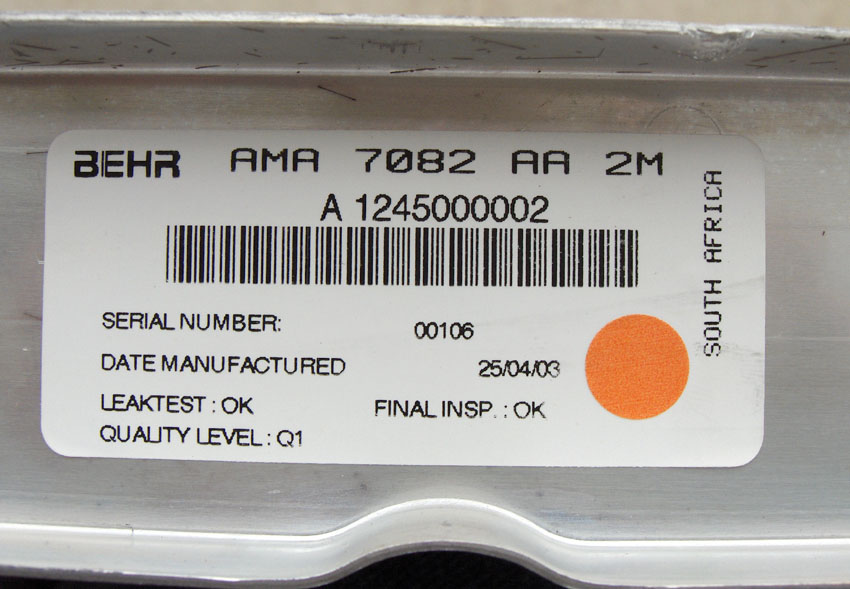 BEHR AMA 7082 AA 2M
A 1245000002
SERIAL NUMBER: 00106
DATE MANUFACTURED 25/04/03
LEAKTEST : OK FINAL INSP. : OK
QUALITY LEVEL : Q1
SOUTH AFRICA